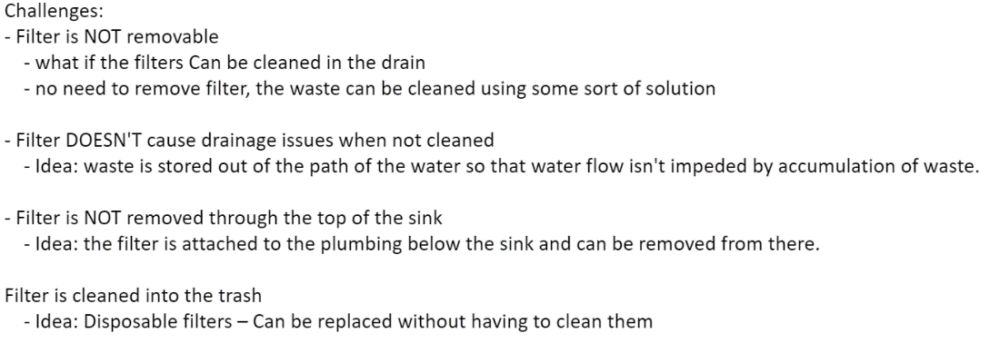 Challenges:
- Filter is NOT removable
- what if the filters Can be cleaned in the drain
- no need to remove filter, the waste can be cleaned using some sort of solution
- Filter DOESN'T cause drainage issues when not cleaned
- Idea: waste is stored out of the path of the water so that water flow isn't impeded by accumulation of waste.
- Filter is NOT removed through the top of the sink
- Idea: the filter is attached to the plumbing below the sink and can be removed from there.
Filter is cleaned into the trash
- Idea: Disposable filters – Can be replaced without having to clean them